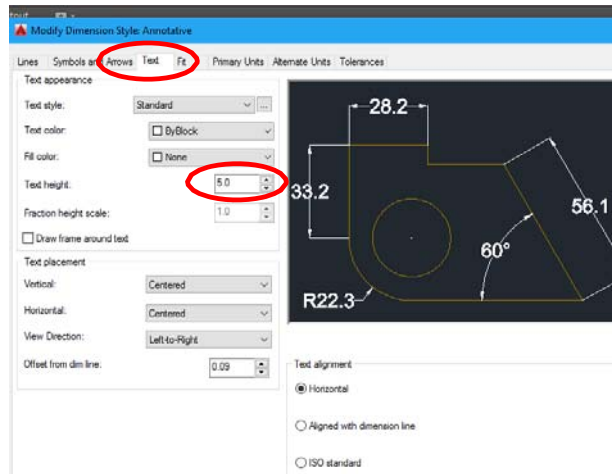 Modify Dimension Style: Annotative
Lines Symbols and Arrows Text Fit Primary Units Alternate Units Tolerances
Text appearance
Text style: Standard ...
Text color: ByBlock
Fill color: None
Text height: 5.0
Fraction height scale: 1.0
Draw frame around text
Text placement
Vertical: Centered
Horizontal: Centered
View Direction: Left-to-Right
Offset from dim line: 0.09
28.2
33.2
56.1
60°
R22.3
Text alignment
Horizontal
Aligned with dimension line
ISO standard